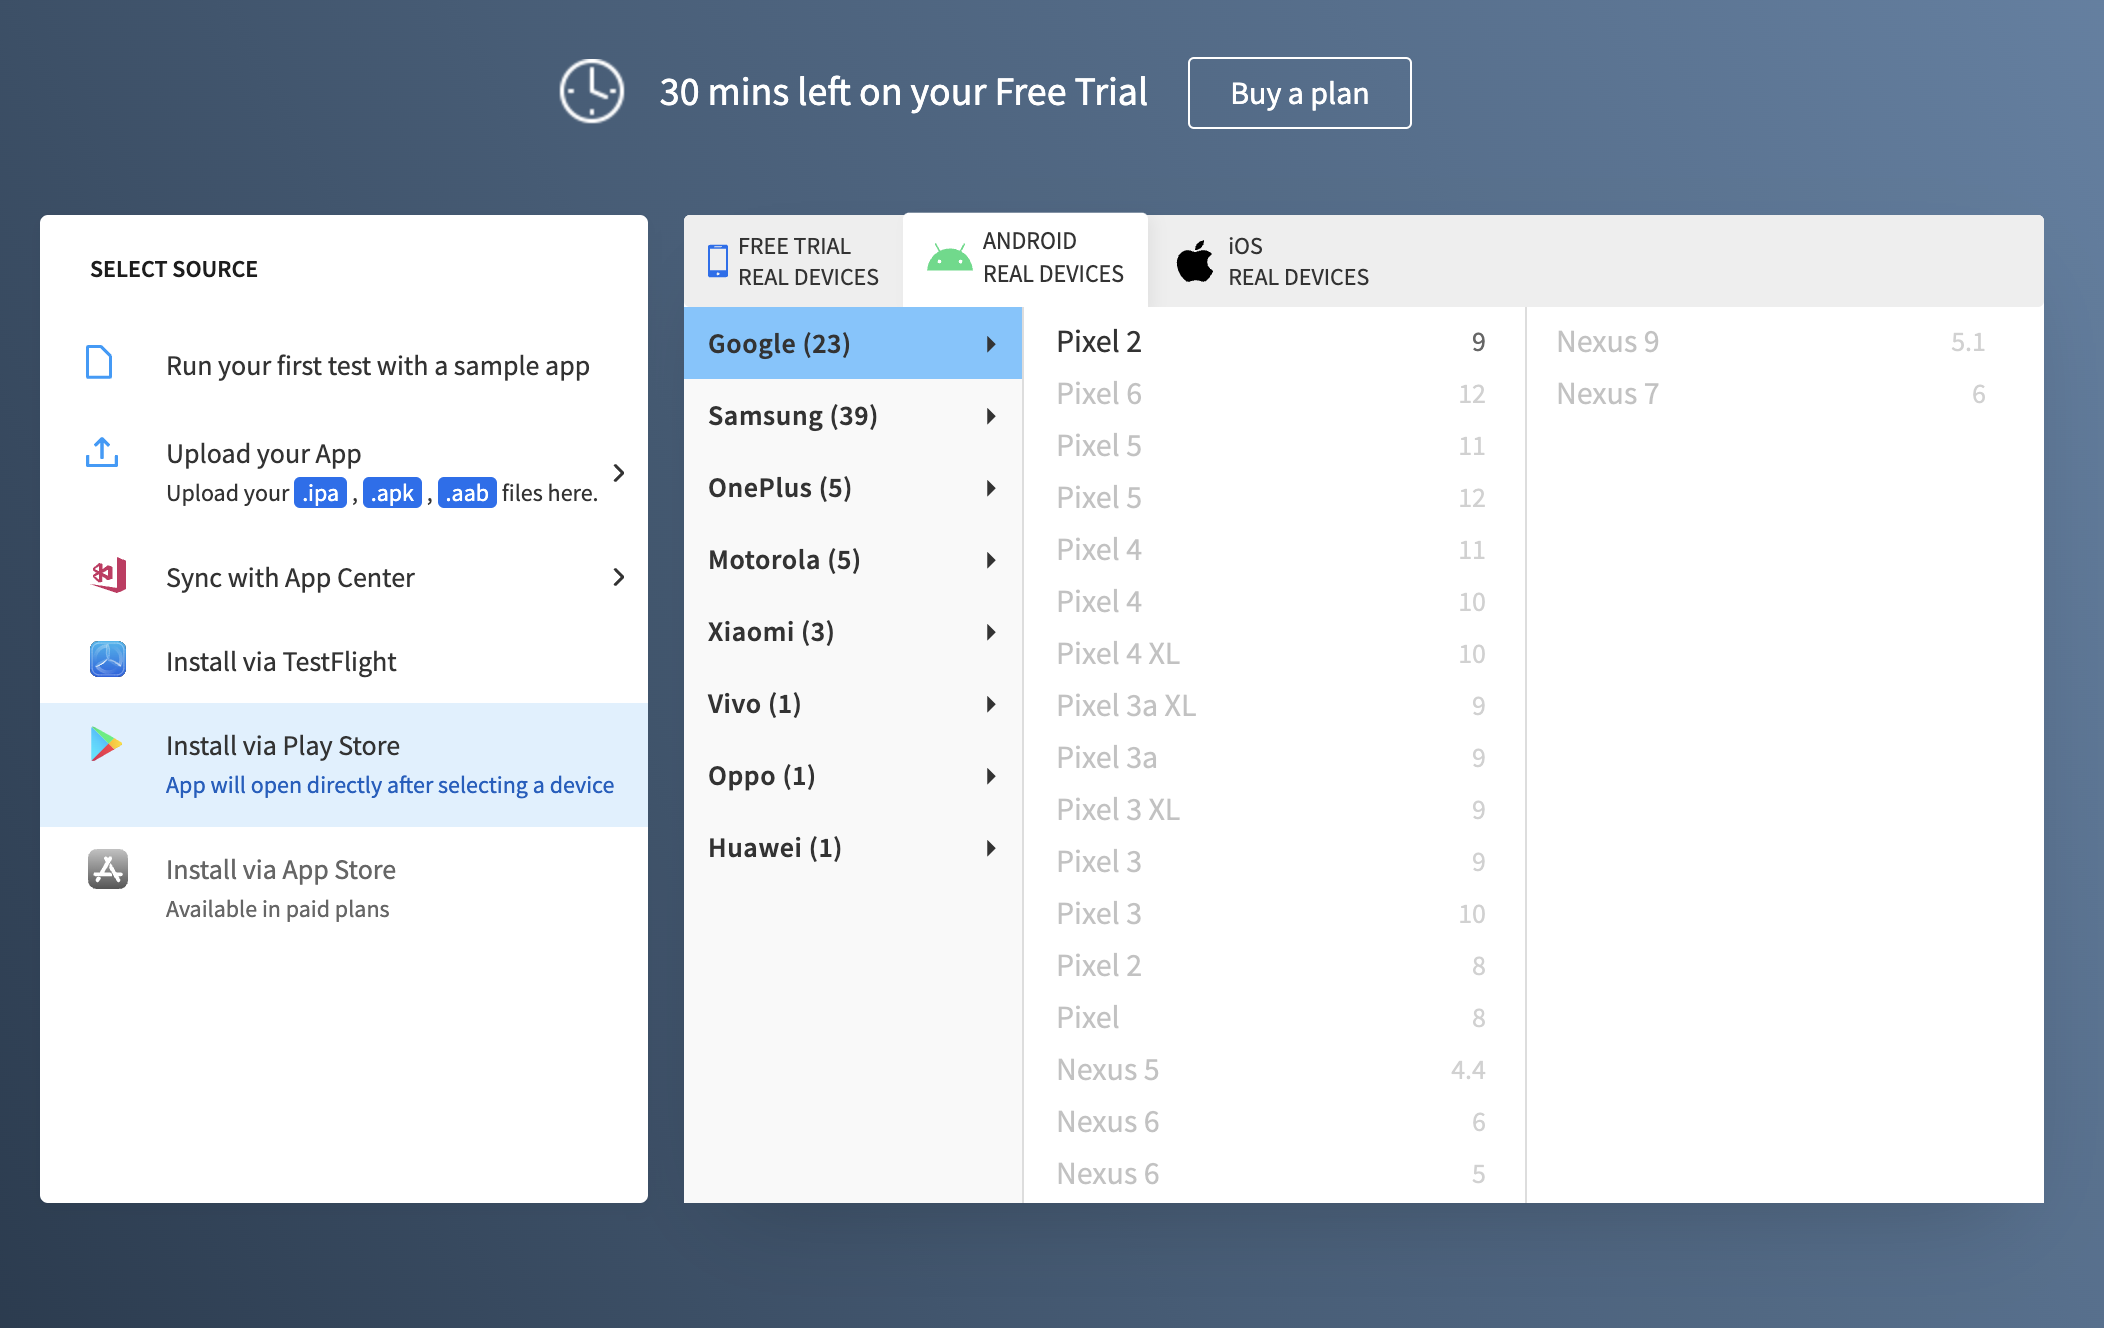 30 mins left on your Free Trial
Buy a plan
SELECT SOURCE
Run your first test with a sample app
Upload your App
Upload your .ipa , .apk , .aab files here.
Sync with App Center
Install via TestFlight
Install via Play Store
App will open directly after selecting a device
Install via App Store
Available in paid plans
FREE TRIAL
REAL DEVICES
ANDROID
REAL DEVICES
iOS
REAL DEVICES
Google (23)
Samsung (39)
OnePlus (5)
Motorola (5)
Xiaomi (3)
Vivo (1)
Oppo (1)
Huawei (1)
Pixel 2 9
Pixel 6 12
Pixel 5 11
Pixel 5 12
Pixel 4 11
Pixel 4 10
Pixel 4 XL 10
Pixel 3a XL 9
Pixel 3a 9
Pixel 3 XL 9
Pixel 3 9
Pixel 3 10
Pixel 2 8
Pixel 8
Nexus 5 4.4
Nexus 6 6
Nexus 6 5
Nexus 9 5.1
Nexus 7 6